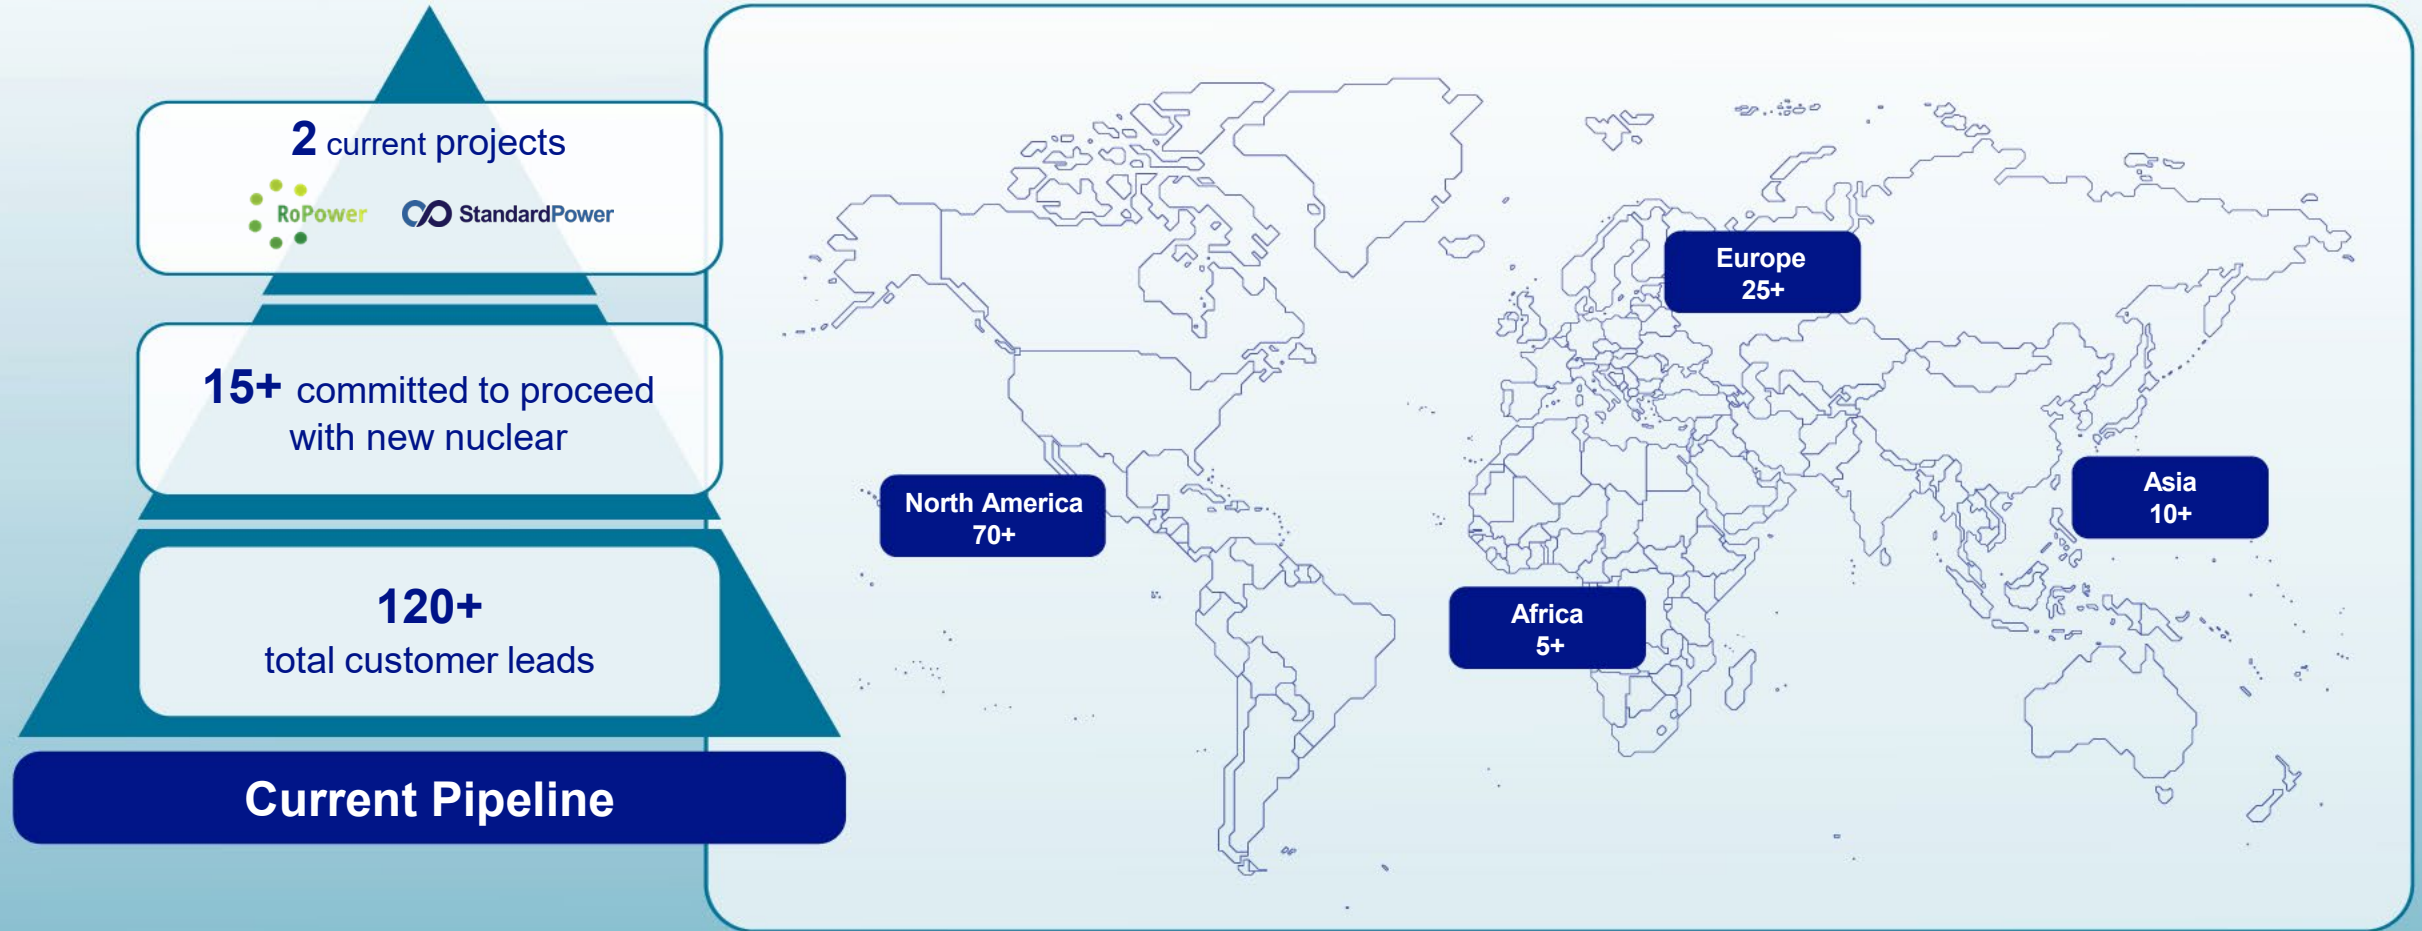 2 current projects
RoPower StandardPower
15+ committed to proceed
with new nuclear
120+
total customer leads
Current Pipeline
Europe
25+
North America
70+
Asia
10+
Africa
5+